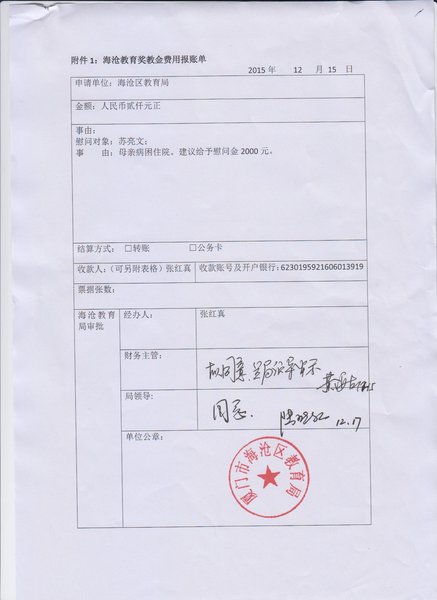 附件1：海沧教育奖教金费用报账单
2015年 12 月 15 日
申请单位：海沧区教育局
金额：人民币贰仟元正
事由：
慰问对象：苏亮文；
事 由：母亲病困住院。建议给予慰问金2000元。
结算方式： □转账 □公务卡
收款人：（可另附表格）张红真 收款账号及开户银行：6230195921606013919
票据张数：
海沧教育局审批
经办人： 张红真
财务主管：
局领导：
同意.
12.17
单位公章：
厦门市海沧区教育局